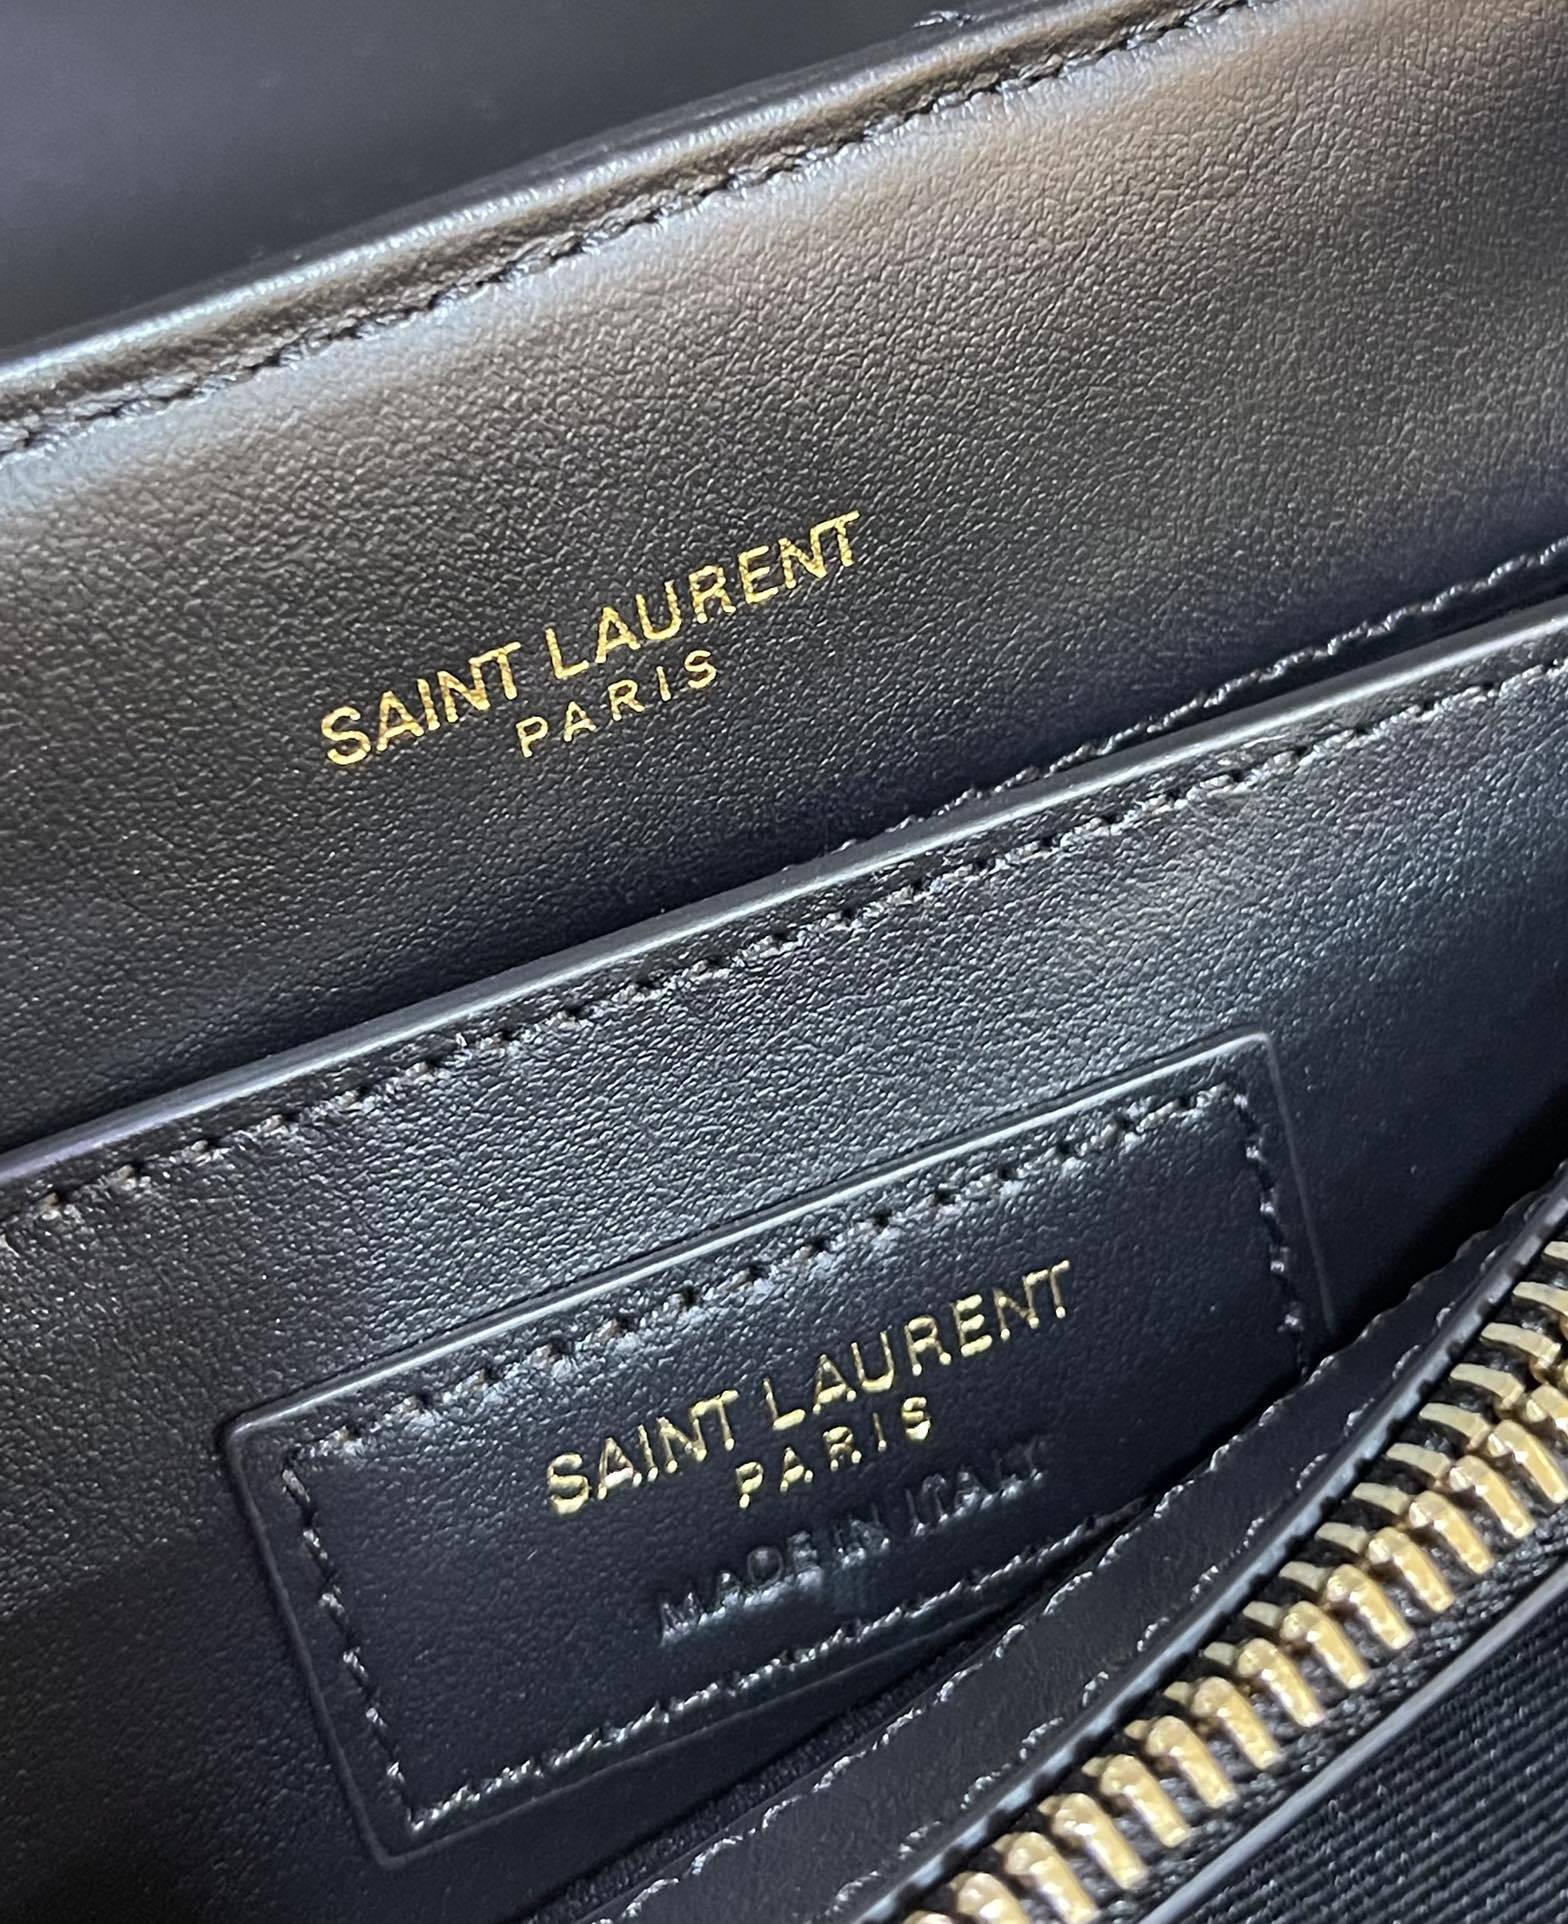 SAINT LAURENT
PARIS
SAINT LAURENT
PARIS
MADE IN ITALY